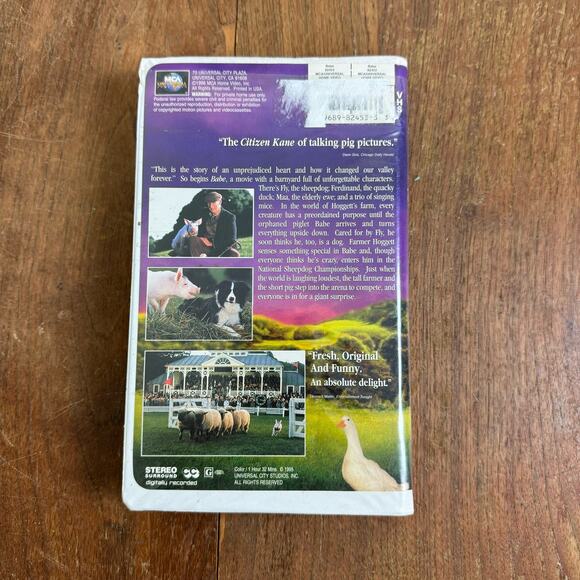 MCA
70 UNIVERSAL CITY PLAZA,
UNIVERSAL CITY, CA 91608
©1996 MCA Home Video, Inc.
All Rights Reserved. Printed in USA.
WARNING: For private home use only.
Federal law provides severe civil and criminal penalties for
the unauthorized reproduction, distribution or exhibition
of copyrighted motion pictures and videocassettes.
VHS
"The Citizen Kane of talking pig pictures."
"This is the story of an unprejudiced heart and how it changed our valley
forever." So begins Babe, a movie with a barnyard full of unforgettable characters.
There's Fly, the sheepdog; Ferdinand, the quacky
duck; Maa, the elderly ewe; and a trio of singing
mice. In the world of Hoggett's farm, every
creature has a preordained purpose until the
orphaned piglet Babe arrives and turns
everything upside down. Cared for by Fly, he
soon thinks he, too, is a dog. Farmer Hoggett
senses something special in Babe and, though
everyone thinks he's crazy, enters him in the
National Sheepdog Championships. Just when
the world is laughing loudest, the tall farmer and
the short pig step into the arena to compete, and
everyone is in for a giant surprise.
"Fresh, Original
And Funny.
An absolute delight."
STEREO
SURROUND
digitally recorded
G
Color / 1 Hour 32 Mins. © 1995
UNIVERSAL CITY STUDIOS, INC.
ALL RIGHTS RESERVED